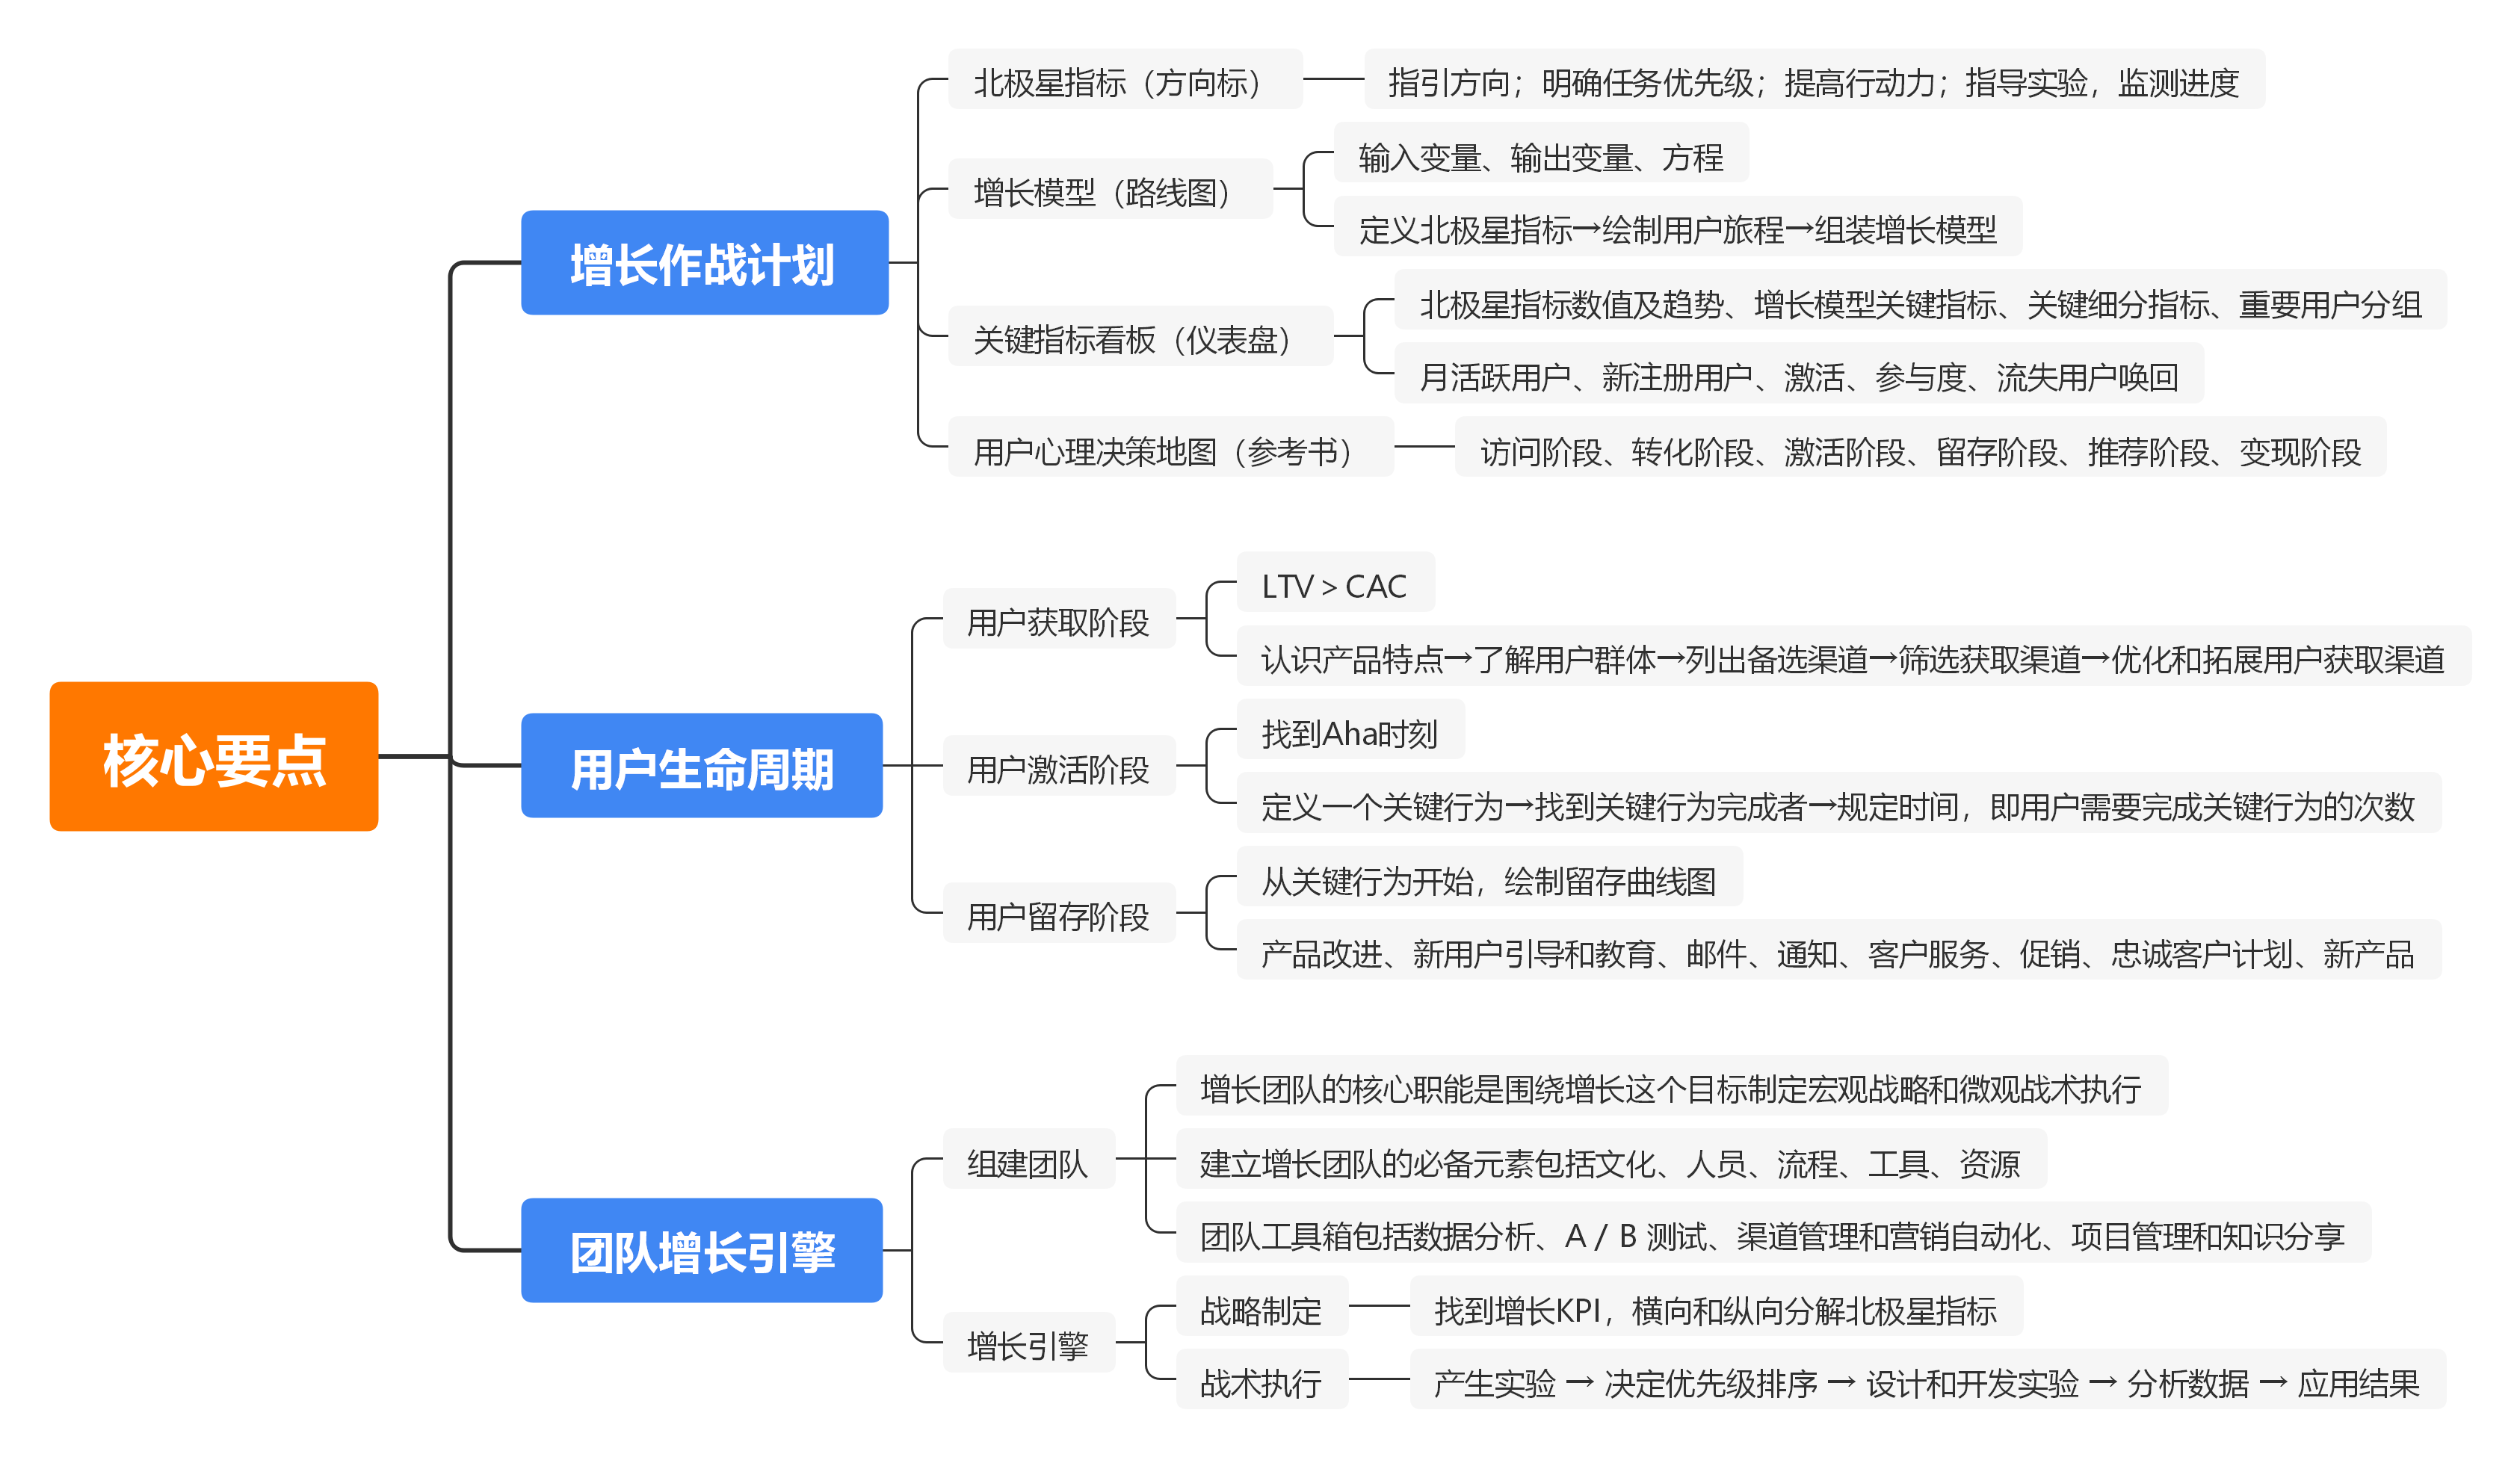 核心要点
增长作战计划
北极星指标（方向标）
指引方向；明确任务优先级；提高行动力；指导实验，监测进度
增长模型（路线图）
输入变量、输出变量、方程
定义北极星指标→绘制用户旅程→组装增长模型
关键指标看板（仪表盘）
北极星指标数值及趋势、增长模型关键指标、关键细分指标、重要用户分组
月活跃用户、新注册用户、激活、参与度、流失用户唤回
用户心理决策地图（参考书）
访问阶段、转化阶段、激活阶段、留存阶段、推荐阶段、变现阶段
用户生命周期
用户获取阶段
LTV > CAC
认识产品特点→了解用户群体→列出备选渠道→筛选获取渠道→优化和拓展用户获取渠道
用户激活阶段
找到Aha时刻
定义一个关键行为→找到关键行为完成者→规定时间，即用户需要完成关键行为的次数
用户留存阶段
从关键行为开始，绘制留存曲线图
产品改进、新用户引导和教育、邮件、通知、客户服务、促销、忠诚客户计划、新产品
团队增长引擎
组建团队
增长团队的核心职能是围绕增长这个目标制定宏观战略和微观战术执行
建立增长团队的必备元素包括文化、人员、流程、工具、资源
团队工具箱包括数据分析、A / B 测试、渠道管理和营销自动化、项目管理和知识分享
增长引擎
战略制定
找到增长KPI，横向和纵向分解北极星指标
战术执行
产生实验 → 决定优先级排序 → 设计和开发实验 → 分析数据 → 应用结果